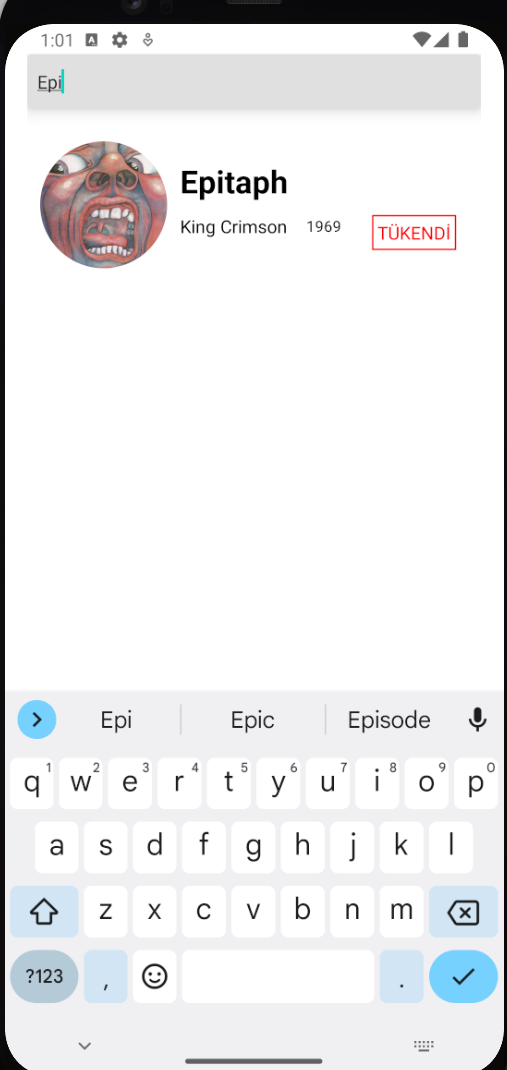 1:01
Epi
Epitaph
King Crimson 1969 TÜKENDİ
Epi Epic Episode
q1 w2 e3 r4 t5 y6 u7 i8 o9 p0
a s d f g h j k l
z x c v b n m
?123 , .